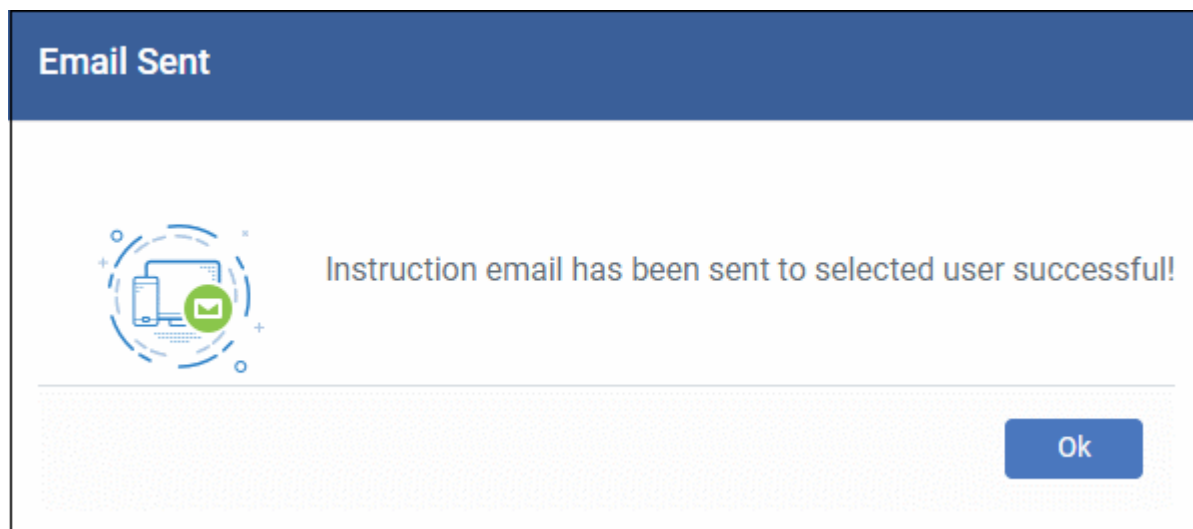 Email Sent
Instruction email has been sent to selected user successful!
Ok